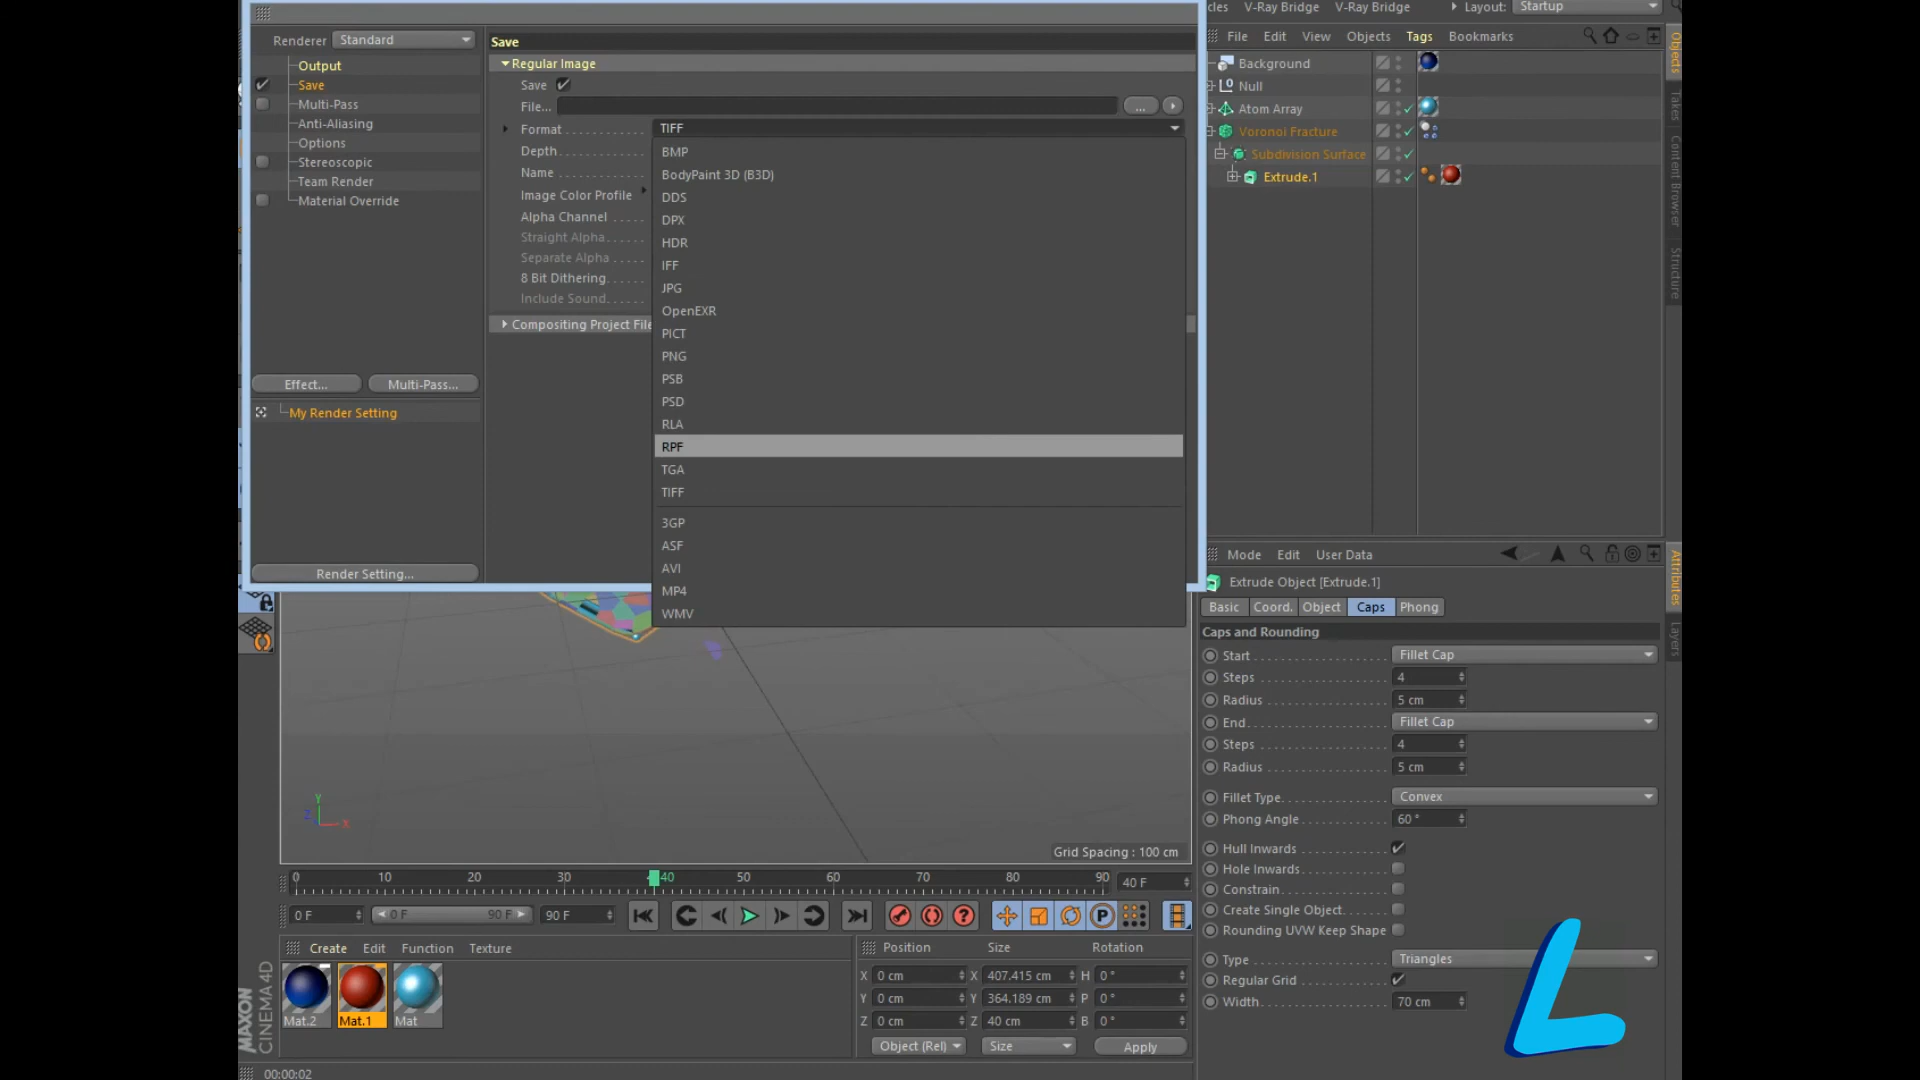 cles V-Ray Bridge V-Ray Bridge Layout: Startup
Renderer Standard
Output
Save
Multi-Pass
Anti-Aliasing
Options
Stereoscopic
Team Render
Material Override
Effect... Multi-Pass...
My Render Setting
Render Setting...
Save
Regular Image
Save
File... ...
Format TIFF
Depth
Name
Image Color Profile
Alpha Channel
Straight Alpha
Separate Alpha
8 Bit Dithering
Include Sound
Compositing Project File
BMP
BodyPaint 3D (B3D)
DDS
DPX
HDR
IFF
JPG
OpenEXR
PICT
PNG
PSB
PSD
RLA
RPF
TGA
TIFF
3GP
ASF
AVI
MP4
WMV
File Edit View Objects Tags Bookmarks
Background
Null
Atom Array
Voronoi Fracture
Subdivision Surface
Extrude.1
Objects
Takes
Content Browser
Structure
Mode Edit User Data
Extrude Object [Extrude.1]
Basic Coord. Object Caps Phong
Caps and Rounding
Start Fillet Cap
Steps 4
Radius 5 cm
End Fillet Cap
Steps 4
Radius 5 cm
Fillet Type Convex
Phong Angle 60 °
Hull Inwards
Hole Inwards
Constrain
Create Single Object
Rounding UVW Keep Shape
Type Triangles
Regular Grid
Width 70 cm
Attributes
Layers
Y
Z X
Grid Spacing : 100 cm
0 10 20 30 40 50 60 70 80 90 40 F
0 F 0 F 90 F 90 F
P
Create Edit Function Texture
Mat.2 Mat.1 Mat
Position Size Rotation
X 0 cm X 407.415 cm H 0 °
Y 0 cm Y 364.189 cm P 0 °
Z 0 cm Z 40 cm B 0 °
Object (Rel) Size Apply
MAXON
CINEMA 4D
00:00:02
L